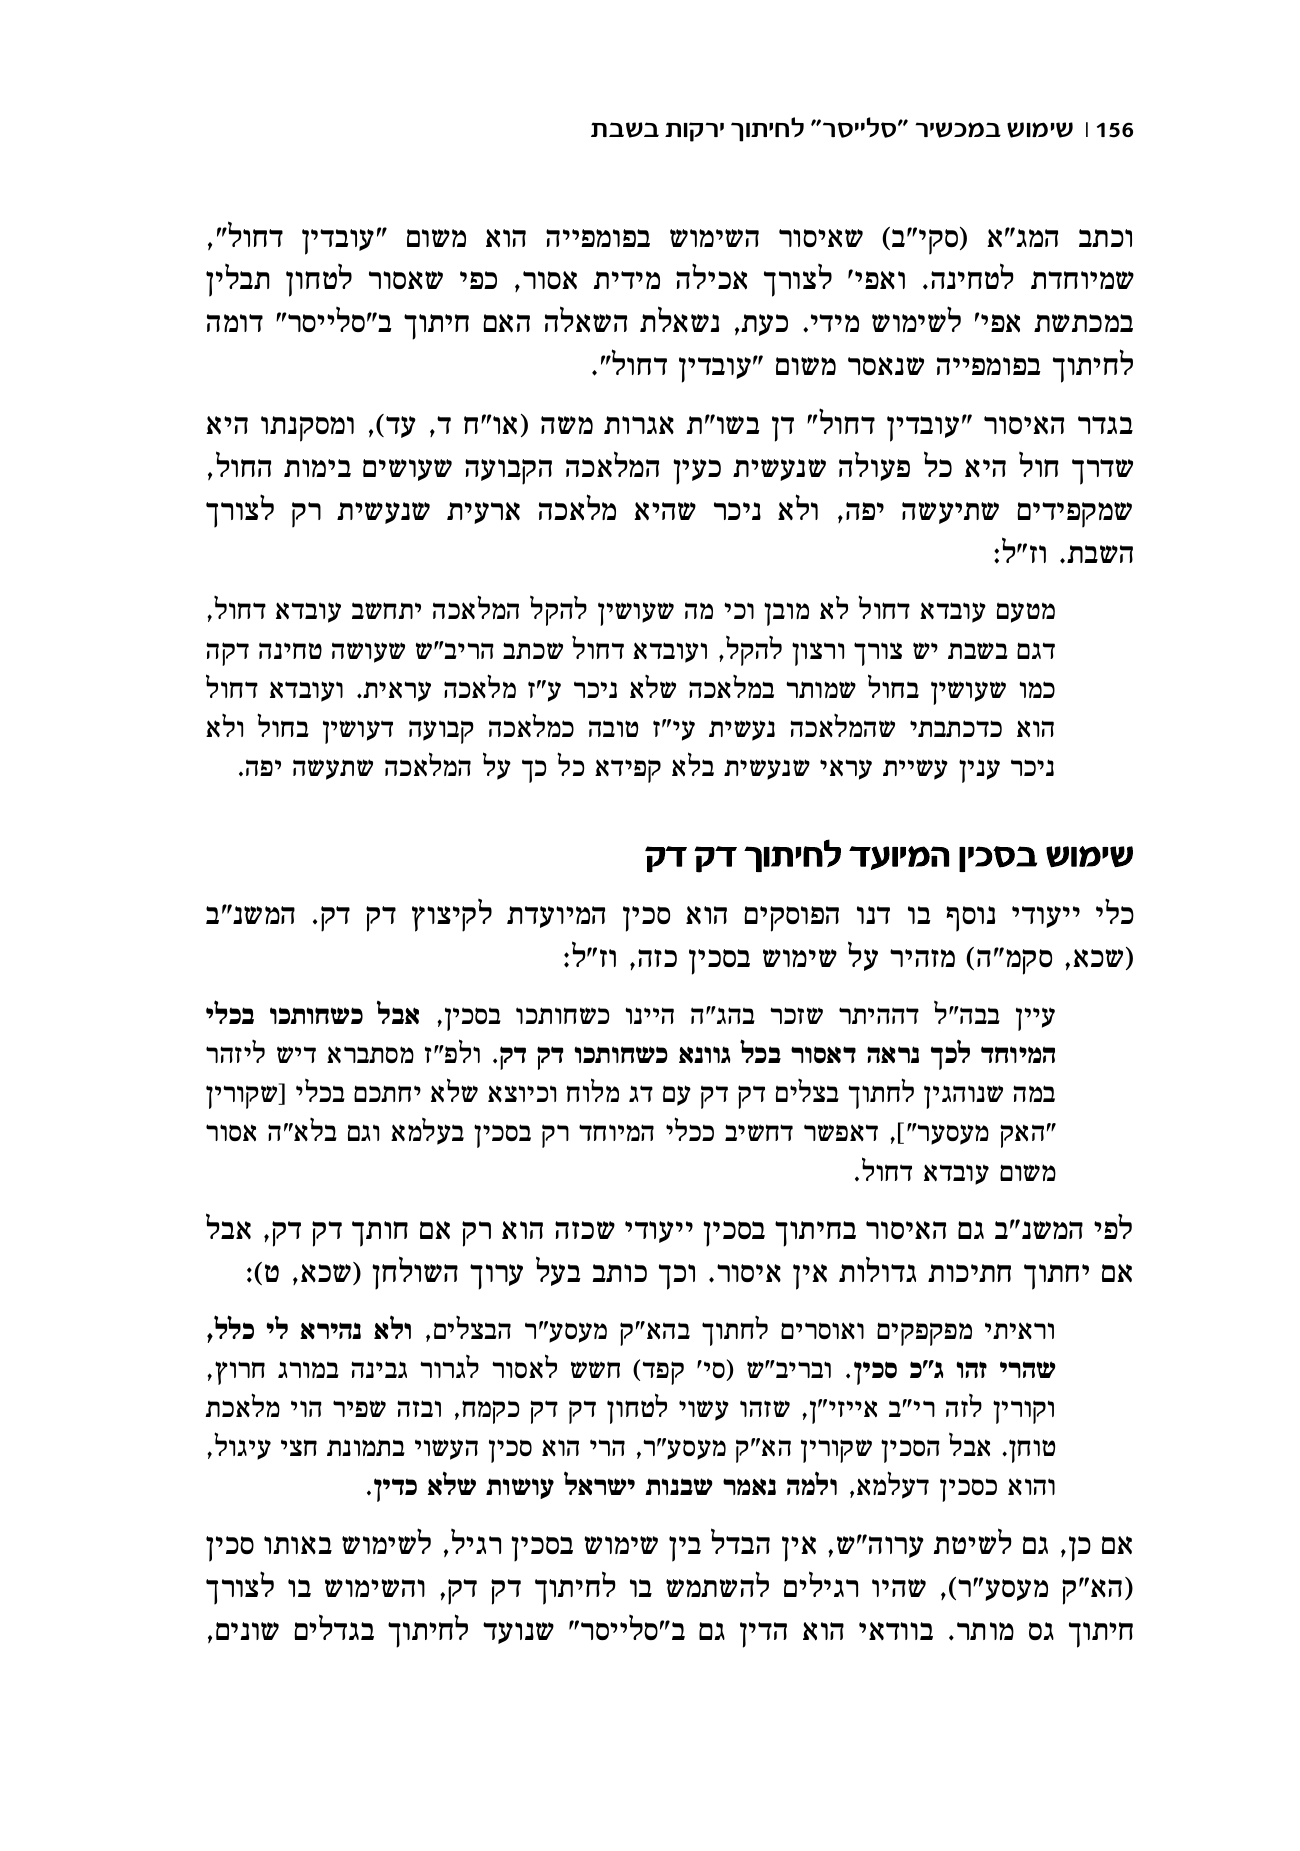 156 | שימוש במכשיר "סלייסר" לחיתוך ירקות בשבת
וכתב המג"א (סקי"ב) שאיסור השימוש בפומפייה הוא משום "עובדין דחול",
שמיוחדת לטחינה. ואפי' לצורך אכילה מידית אסור, כפי שאסור לטחון תבלין
במכתשת אפי' לשימוש מידי. כעת, נשאלת השאלה האם חיתוך ב"סלייסר" דומה
לחיתוך בפומפייה שנאסר משום "עובדין דחול".
בגדר האיסור "עובדין דחול" דן בשו"ת אגרות משה (או"ח ד, עד), ומסקנתו היא
שדרך חול היא כל פעולה שנעשית כעין המלאכה הקבועה שעושים בימות החול,
שמקפידים שתיעשה יפה, ולא ניכר שהיא מלאכה ארעית שנעשית רק לצורך
השבת. וז"ל:
מטעם עובדא דחול לא מובן וכי מה שעושין להקל המלאכה יתחשב עובדא דחול,
דגם בשבת יש צורך ורצון להקל, ועובדא דחול שכתב הריב"ש שעושה טחינה דקה
כמו שעושין בחול שמותר במלאכה שלא ניכר ע"ז מלאכה עראית. ועובדא דחול
הוא כדכתבתי שהמלאכה נעשית עי"ז טובה כמלאכה קבועה דעושין בחול ולא
ניכר ענין עשיית עראי שנעשית בלא קפידא כל כך על המלאכה שתעשה יפה.
שימוש בסכין המיועד לחיתוך דק דק
כלי ייעודי נוסף בו דנו הפוסקים הוא סכין המיועדת לקיצוץ דק דק. המשנ"ב
(שכא, סקמ"ה) מזהיר על שימוש בסכין כזה, וז"ל:
עיין בבה"ל דההיתר שזכר בהג"ה היינו כשחותכו בסכין, אבל כשחותכו בכלי
המיוחד לכך נראה דאסור בכל גוונא כשחותכו דק דק. ולפ"ז מסתברא דיש ליזהר
במה שנוהגין לחתוך בצלים דק דק עם דג מלוח וכיוצא שלא יחתכם בכלי [שקורין
"האק מעסער"], דאפשר דחשיב ככלי המיוחד רק בסכין בעלמא וגם בלא"ה אסור
משום עובדא דחול.
לפי המשנ"ב גם האיסור בחיתוך בסכין ייעודי שכזה הוא רק אם חותך דק דק, אבל
אם יחתוך חתיכות גדולות אין איסור. וכך כותב בעל ערוך השולחן (שכא, ט):
וראיתי מפקפקים ואוסרים לחתוך בהא"ק מעסע"ר הבצלים, ולא נהירא לי כלל,
שהרי זהו ג"כ סכין. ובריב"ש (סי' קפד) חשש לאסור לגרור גבינה במורג חרוץ,
וקורין לזה רי"ב אייזי"ן, שזהו עשוי לטחון דק דק כקמח, ובזה שפיר הוי מלאכת
טוחן. אבל הסכין שקורין הא"ק מעסע"ר, הרי הוא סכין העשוי בתמונת חצי עיגול,
והוא כסכין דעלמא, ולמה נאמר שבנות ישראל עושות שלא כדין.
אם כן, גם לשיטת ערוה"ש, אין הבדל בין שימוש בסכין רגיל, לשימוש באותו סכין
(הא"ק מעסע"ר), שהיו רגילים להשתמש בו לחיתוך דק דק, והשימוש בו לצורך
חיתוך גס מותר. בוודאי הוא הדין גם ב"סלייסר" שנועד לחיתוך בגדלים שונים,